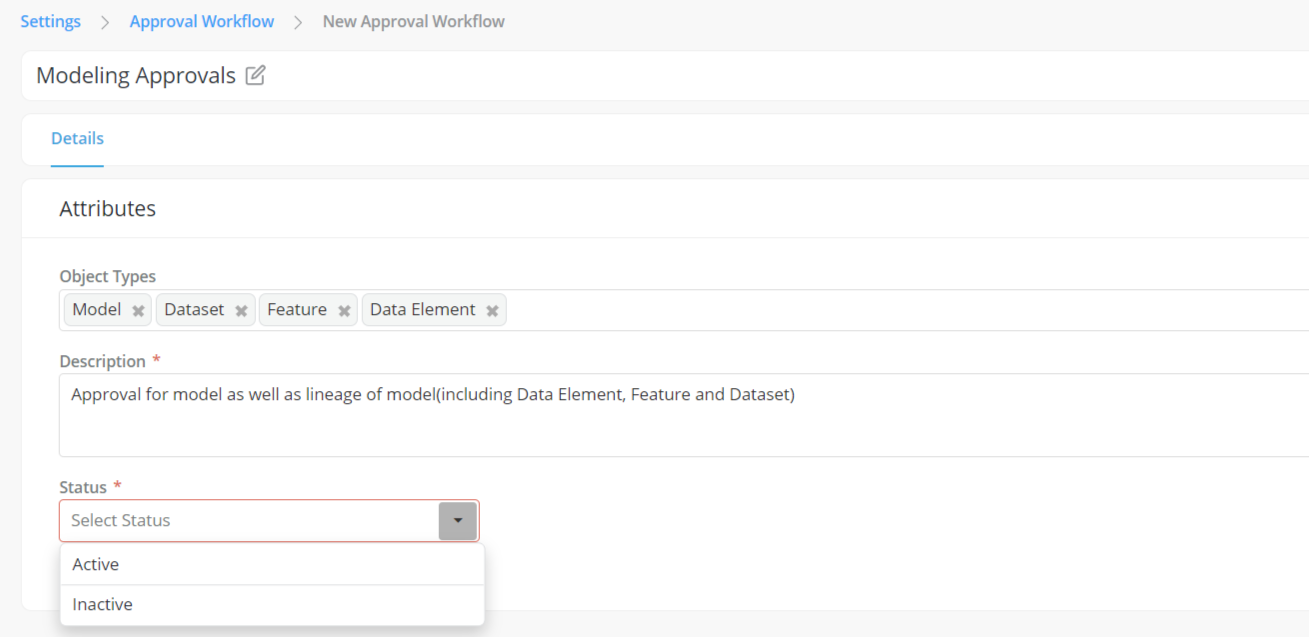 Settings > Approval Workflow > New Approval Workflow
Modeling Approvals
Details
Attributes
Object Types
Model Dataset Feature Data Element
Description *
Approval for model as well as lineage of model(including Data Element, Feature and Dataset)
Status *
Select Status
Active
Inactive